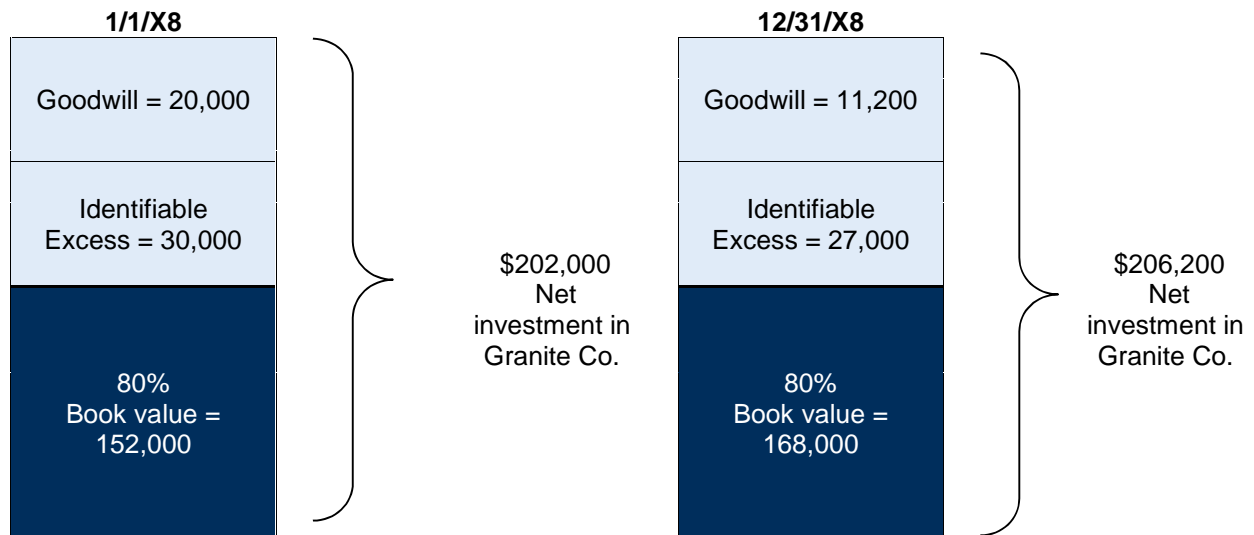 1/1/X8
Goodwill = 20,000
Identifiable
Excess = 30,000
80%
Book value =
152,000
$202,000
Net
investment in
Granite Co.
12/31/X8
Goodwill = 11,200
Identifiable
Excess = 27,000
80%
Book value =
168,000
$206,200
Net
investment in
Granite Co.